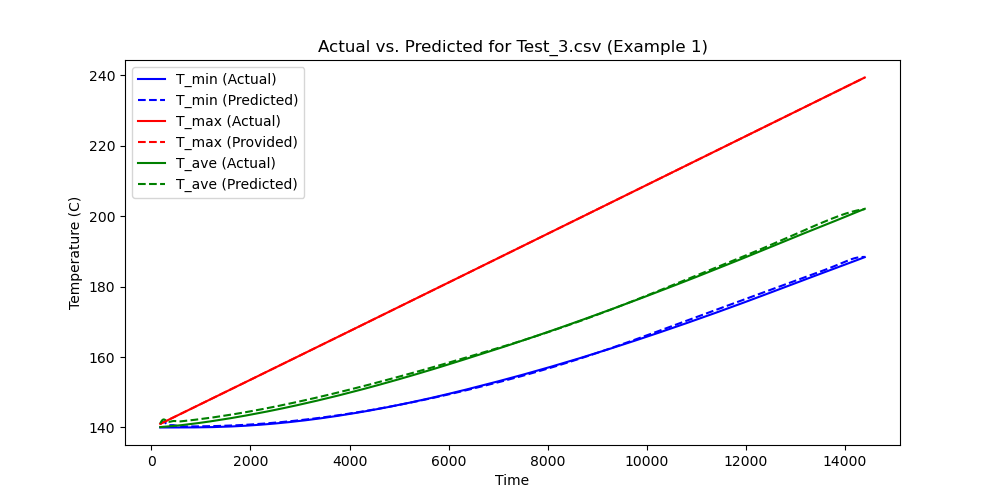 Actual vs. Predicted for Test_3.csv (Example 1)
T_min (Actual)
T_min (Predicted)
T_max (Actual)
T_max (Provided)
T_ave (Actual)
T_ave (Predicted)
Temperature (C)
240
220
200
180
160
140
0 2000 4000 6000 8000 10000 12000 14000
Time